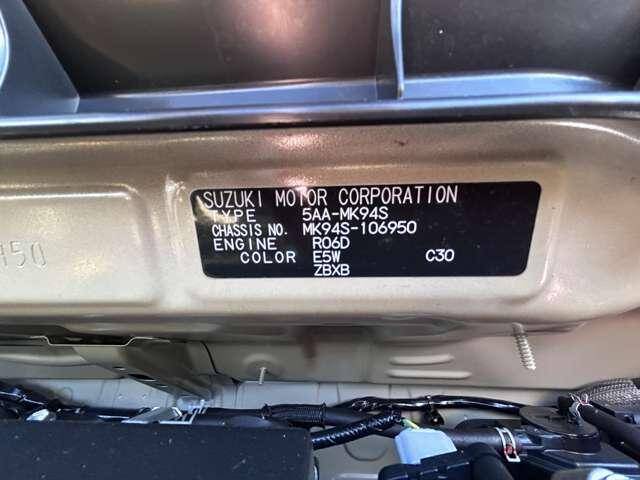 SUZUKI MOTOR CORPORATION
TYPE 5AA-MK94S
CHASSIS NO. MK94S-106950
ENGINE R06D
COLOR E5W C30
ZBXB